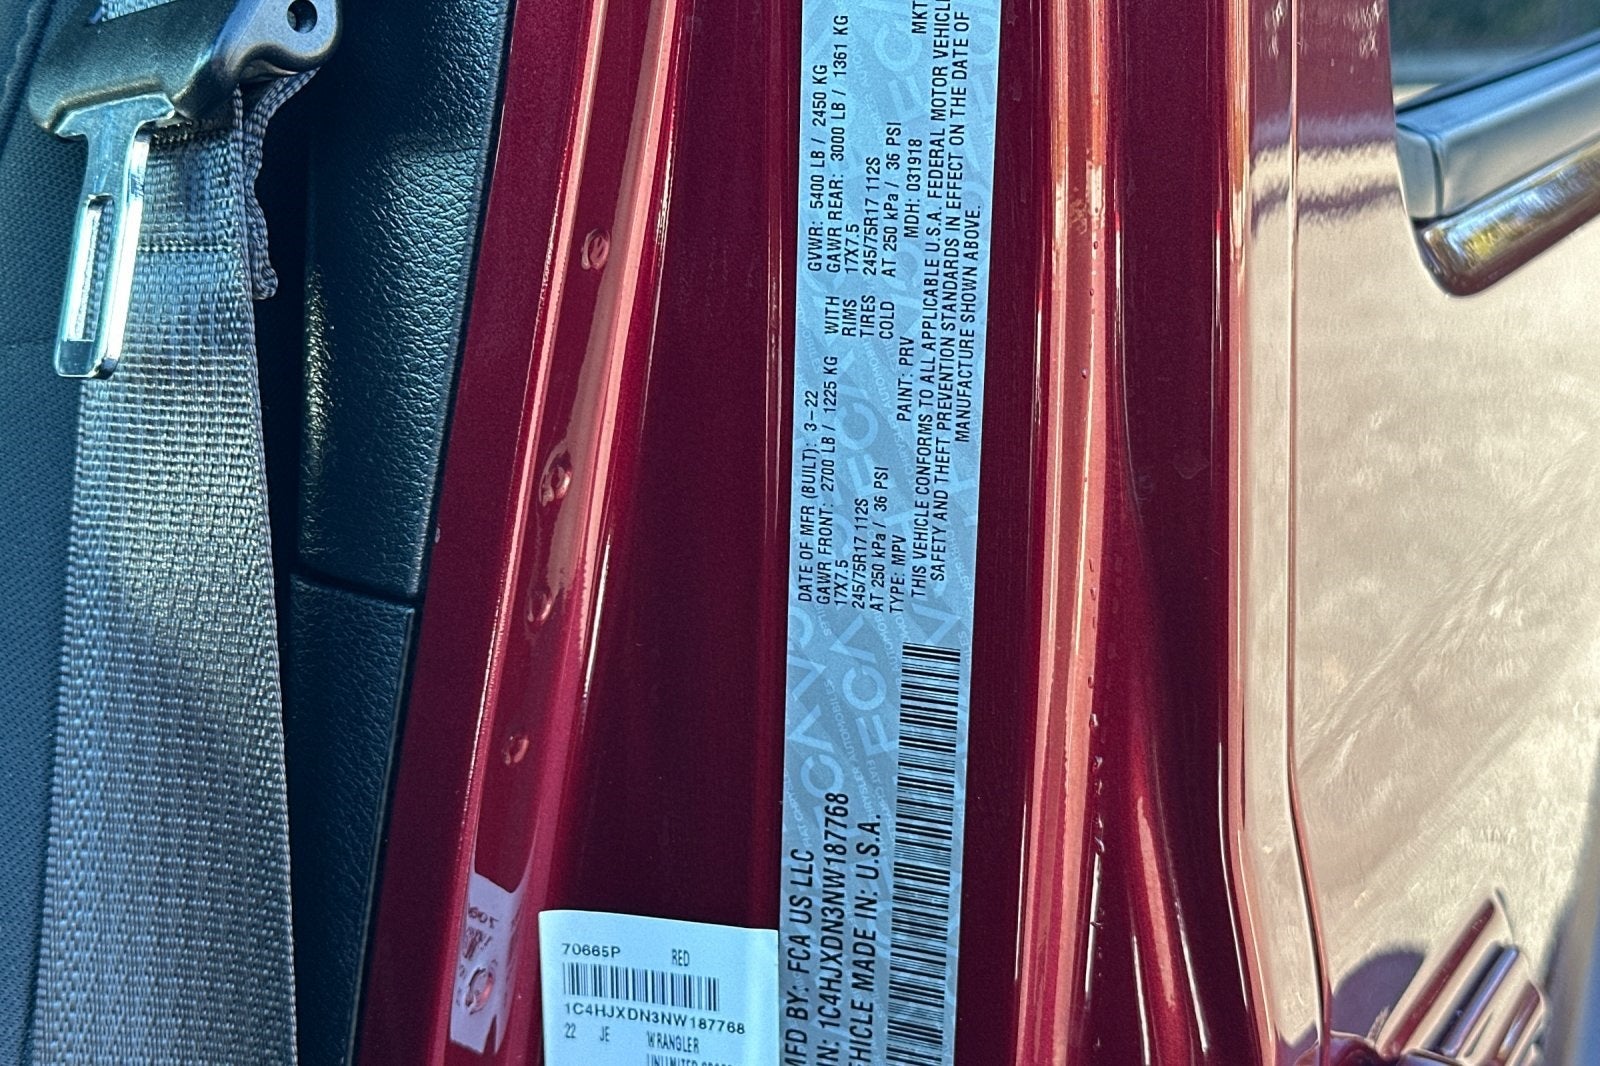 MFD BY: FCA US LLC
DATE OF MFR (BUILT): 3-22
GVWR: 5400 LB / 2450 KG
GAWR FRONT: 2700 LB / 1225 KG
WITH
GAWR REAR: 3000 LB / 1361 KG
17X7.5
RIMS
17X7.5
245/75R17 112S
TIRES
245/75R17 112S
AT 250 kPa / 36 PSI
COLD
AT 250 kPa / 36 PSI
TYPE: MPV
PAINT: PRV
MDH: 031918
MKT
THIS VEHICLE CONFORMS TO ALL APPLICABLE U.S.A. FEDERAL MOTOR VEHICLE
SAFETY AND THEFT PREVENTION STANDARDS IN EFFECT ON THE DATE OF
MANUFACTURE SHOWN ABOVE.
IN: 1C4HJXDN3NW187768
EHICLE MADE IN: U.S.A.
70665P RED
1C4HJXDN3NW187768
22 JE WRANGLER
UNLIMITED